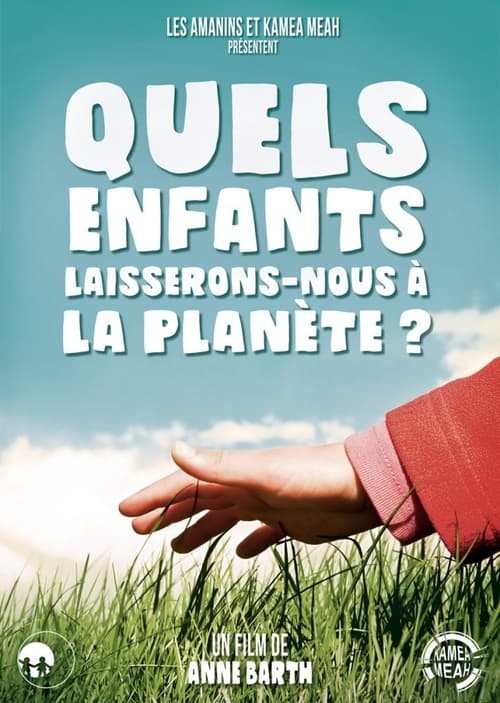 LES AMANINS ET KAMEA MEAH
PRÉSENTENT
QUELS
ENFANTS
LAISSERONS-NOUS À
LA PLANÈTE ?
UN FILM DE
ANNE BARTH
KAMEA
MEAH